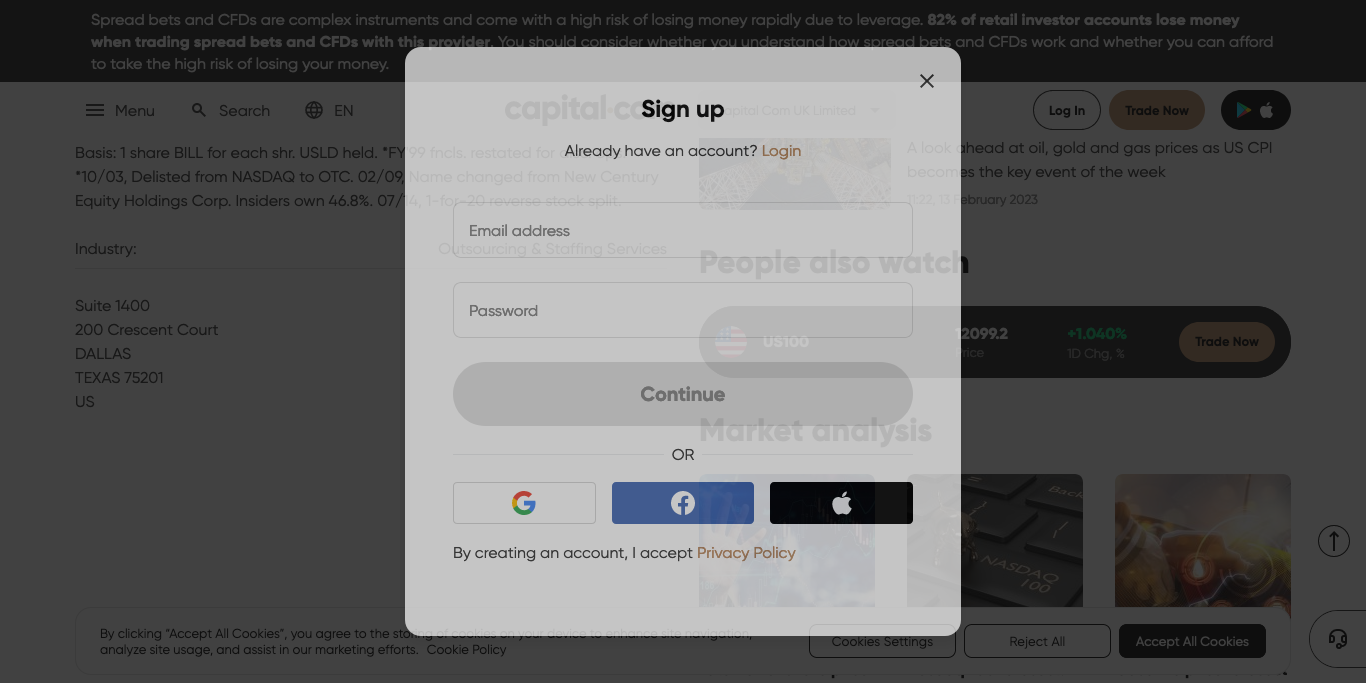 Spread bets and CFDs are complex instruments and come with a high risk of losing money rapidly due to leverage. 82% of retail investor accounts lose money
when trading spread bets and CFDs with this provider. You should consider whether you understand how spread bets and CFDs work and whether you can afford
to take the high risk of losing your money.
Menu
Search
EN
capital.com
Capital Com UK Limited
Log In
Trade Now
Sign up
Already have an account? Login
Email address
Password
Continue
OR
By creating an account, I accept Privacy Policy
Basis: 1 share BILL for each shr. USLD held. *FY'99 fncls. restated for
*10/03, Delisted from NASDAQ to OTC. 02/09, Name changed from New Century
Equity Holdings Corp. Insiders own 46.8%. 07/14, 1-for-20 reverse stock split.
Industry:
Outsourcing & Staffing Services
Suite 1400
200 Crescent Court
DALLAS
TEXAS 75201
US
A look ahead at oil, gold and gas prices as US CPI
becomes the key event of the week
11:22, 13 February 2023
People also watch
US100
12099.2
Price
+1.040%
1D Chg, %
Trade Now
Market analysis
Back
NASDAQ
100
By clicking “Accept All Cookies”, you agree to the storing of cookies on your device to enhance site navigation,
analyze site usage, and assist in our marketing efforts. Cookie Policy
Cookies Settings
Reject All
Accept All Cookies